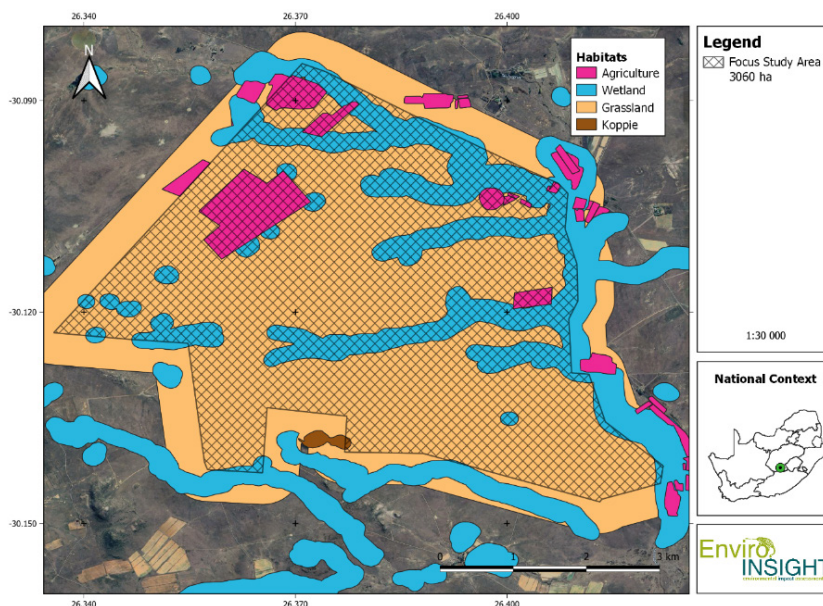 26.340 26.370 26.400
N
-30.090
-30.120
-30.150
Habitats
Agriculture
Wetland
Grassland
Koppie
0 1 2 3 km
26.340 26.370 26.400
Legend
Focus Study Area
3060 ha
1:30 000
National Context
Enviro
INSIGHT